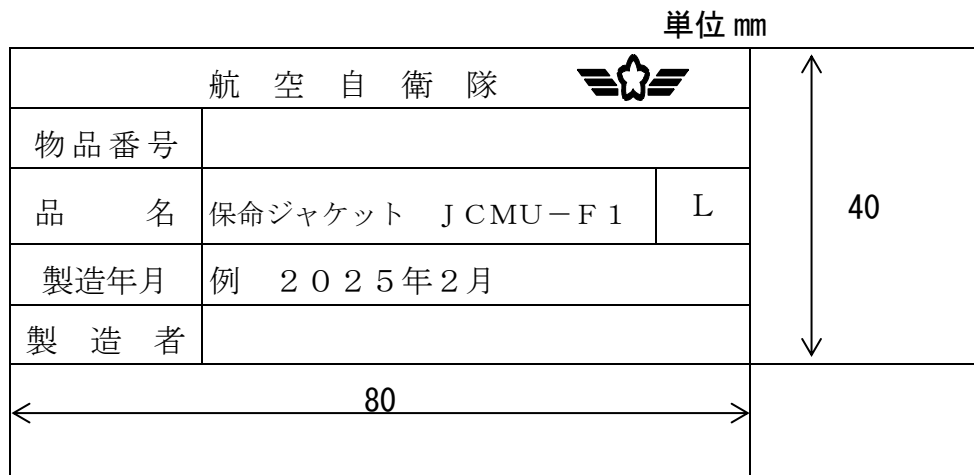 単位 mm
航 空 自 衛 隊
物品番号
品 名 保命ジャケット ＪＣＭＵ－Ｆ１ Ｌ
40
製造年月 例 ２０２５年２月
製 造 者
80